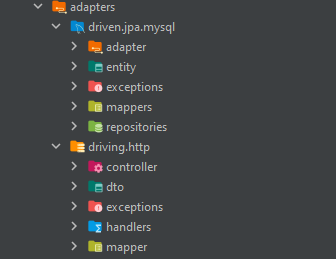 adapters
driven.jpa.mysql
adapter
entity
exceptions
mappers
repositories
driving.http
controller
dto
exceptions
handlers
mapper